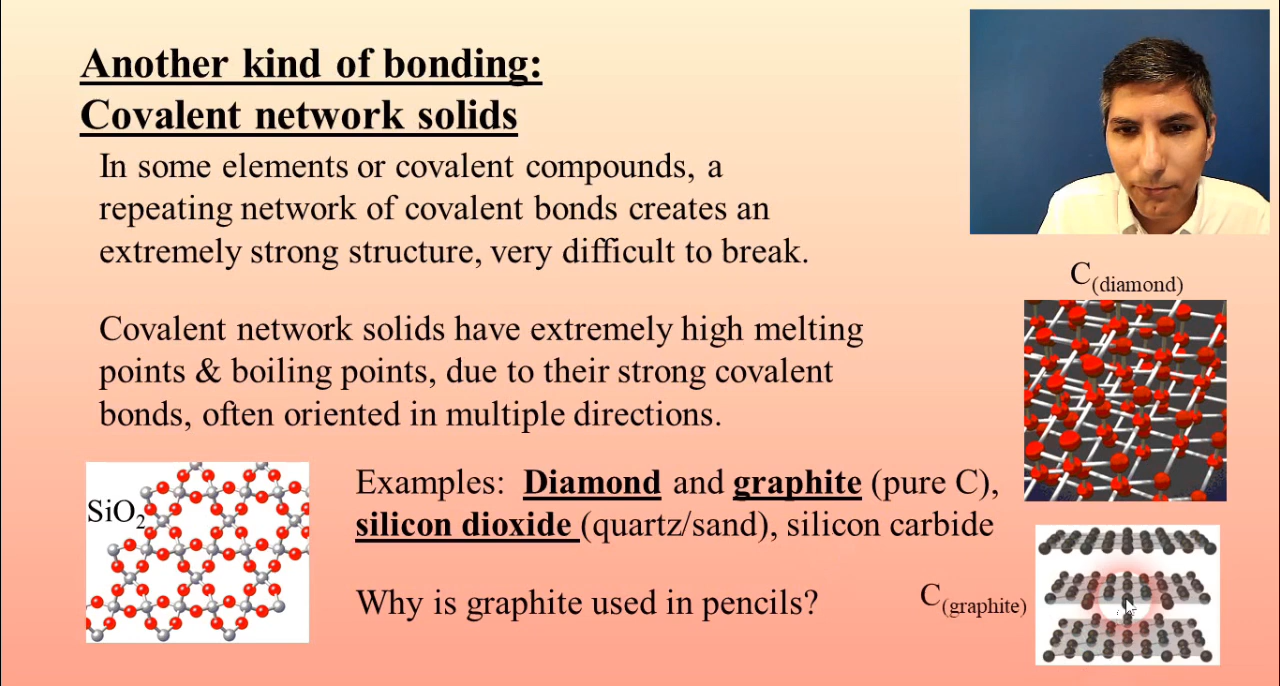 Another kind of bonding:
Covalent network solids
In some elements or covalent compounds, a
repeating network of covalent bonds creates an
extremely strong structure, very difficult to break.
Covalent network solids have extremely high melting
points & boiling points, due to their strong covalent
bonds, often oriented in multiple directions.
C(diamond)
SiO2
Examples: Diamond and graphite (pure C),
silicon dioxide (quartz/sand), silicon carbide
Why is graphite used in pencils?
C(graphite)